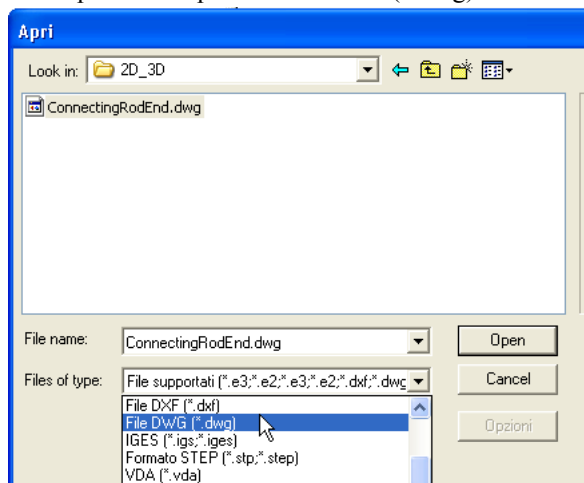 Apri
Look in: 2D_3D
ConnectingRodEnd.dwg
File name: ConnectingRodEnd.dwg Open
Files of type: File supportati (*.e3;*.e2;*.e3;*.e2;*.dxf;*.dwg Cancel
File DXF (*.dxf)
File DWG (*.dwg) Opzioni
IGES (*.igs;*.iges)
Formato STEP (*.stp;*.step)
VDA (*.vda)